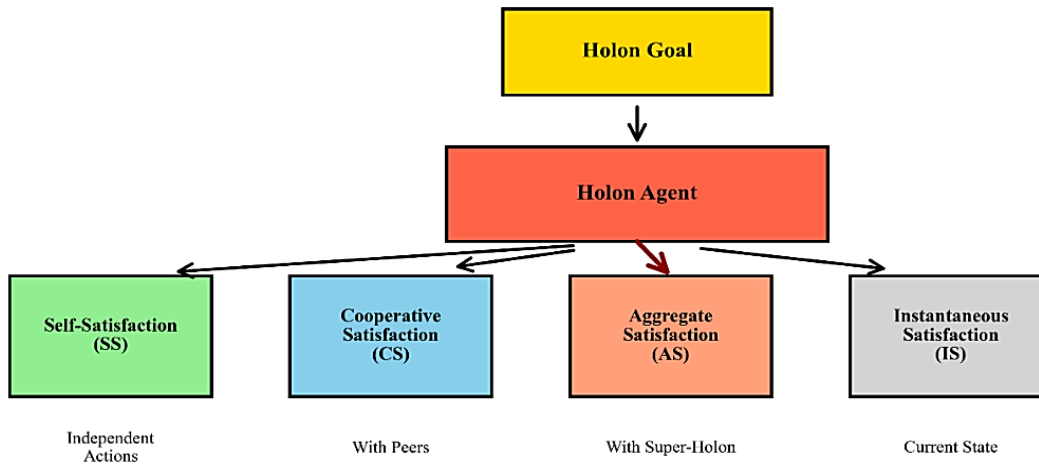 Holon Goal
Holon Agent
Self-Satisfaction
(SS)
Cooperative
Satisfaction
(CS)
Aggregate
Satisfaction
(AS)
Instantaneous
Satisfaction
(IS)
Independent
Actions
With Peers
With Super-Holon
Current State